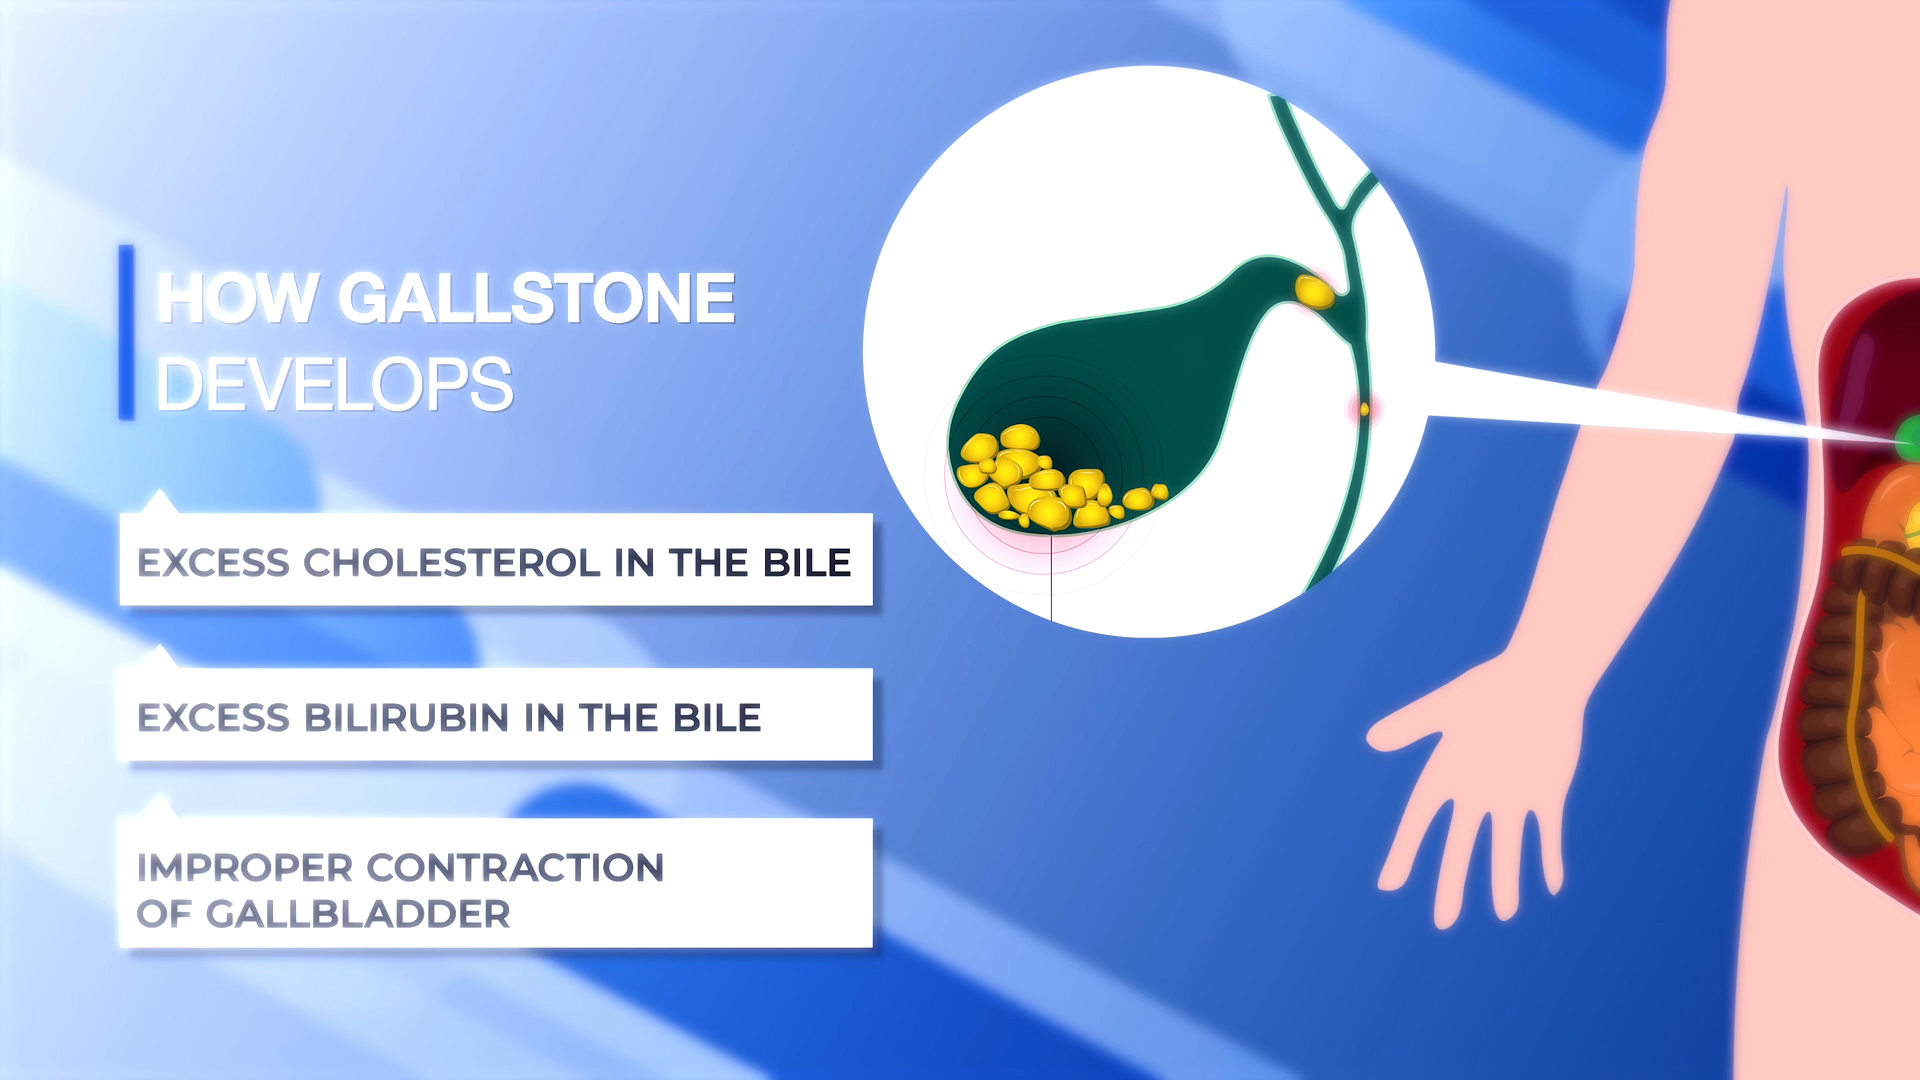 HOW GALLSTONE
DEVELOPS
EXCESS CHOLESTEROL IN THE BILE
EXCESS BILIRUBIN IN THE BILE
IMPROPER CONTRACTION
OF GALLBLADDER